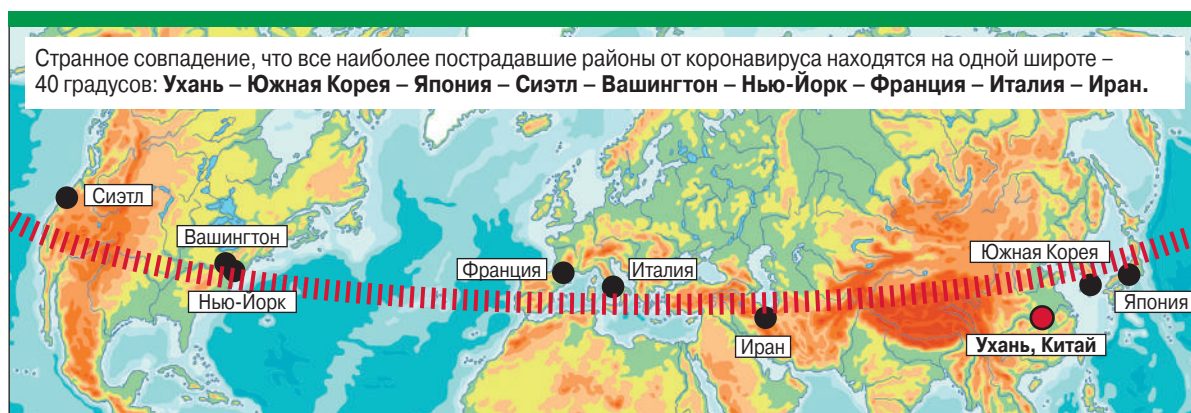 Странное совпадение, что все наиболее пострадавшие районы от коронавируса находятся на одной широте –
40 градусов: Ухань – Южная Корея – Япония – Сиэтл – Вашингтон – Нью-Йорк – Франция – Италия – Иран.
Сиэтл
Вашингтон
Нью-Йорк
Франция
Италия
Иран
Южная Корея
Япония
Ухань, Китай